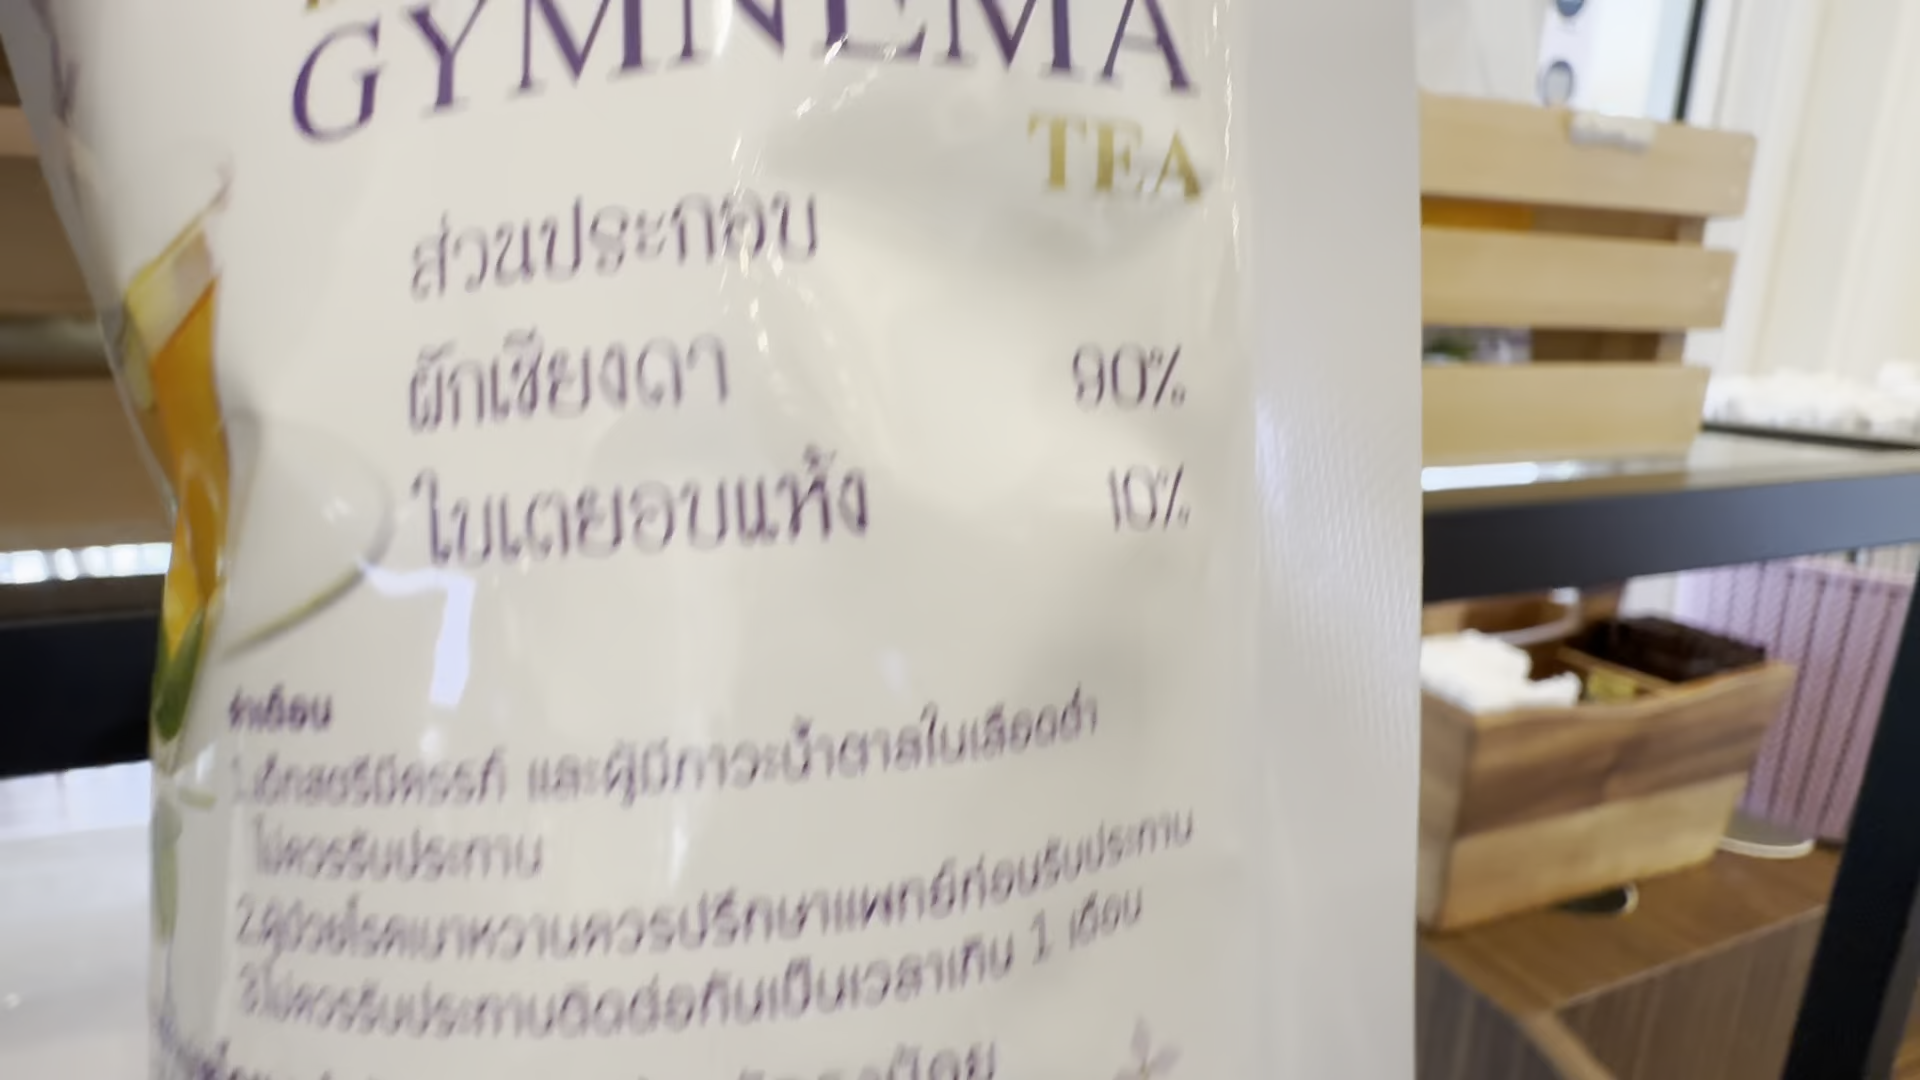 GYMNEMA
TEA
ส่วนประกอบ
ผักเชียงดา 90%
ใบเตยอบแห้ง 10%
คำเตือน
1.เด็กสตรีมีครรภ์ และผู้มีภาวะน้ำตาลในเลือดต่ำ
ไม่ควรรับประทาน
2.ผู้ป่วยโรคเบาหวานควรปรึกษาแพทย์ก่อนรับประทาน
3.ไม่ควรรับประทานติดต่อกันเป็นเวลาเกิน 1 เดือน